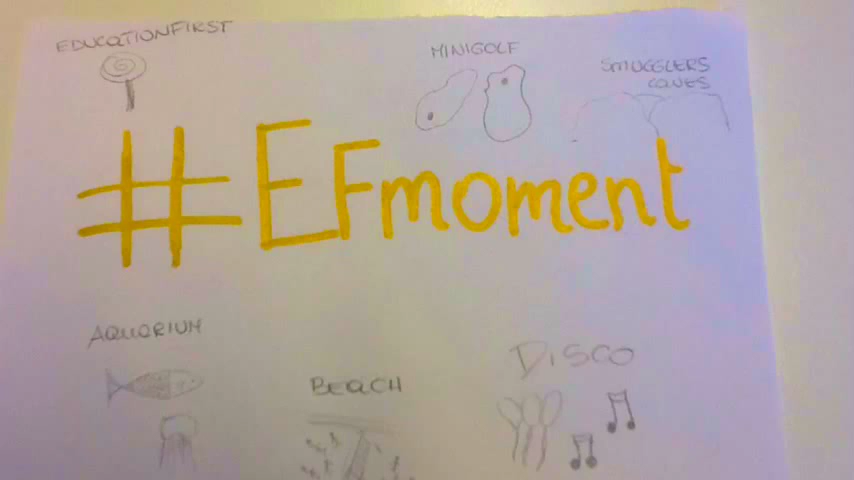 EDUCATIONFIRST
MINIGOLF
SMUGGLERS
CAVES
#EFmoment
AQUARIUM
BEACH
DISCO